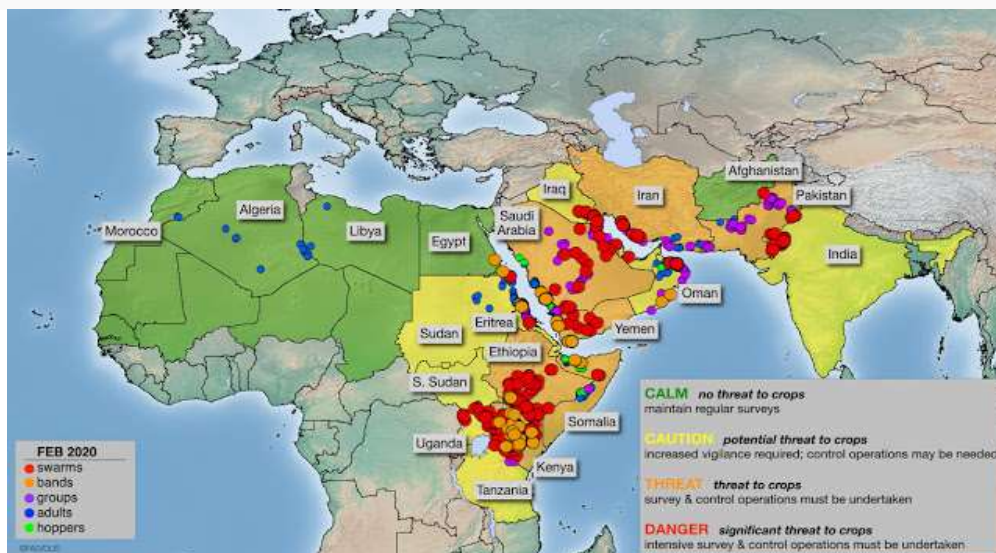 Afghanistan
Iraq
Iran
Pakistan
Algeria
Saudi
Arabia
Morocco
Libya
Egypt
India
Oman
Eritrea
Sudan
Yemen
Ethiopia
S. Sudan
Somalia
Uganda
Kenya
Tanzania
FEB 2020
swarms
bands
groups
adults
hoppers
CALM no threat to crops
maintain regular surveys
CAUTION potential threat to crops
increased vigilance required; control operations may be needed
THREAT threat to crops
survey & control operations must be undertaken
DANGER significant threat to crops
intensive survey & control operations must be undertaken